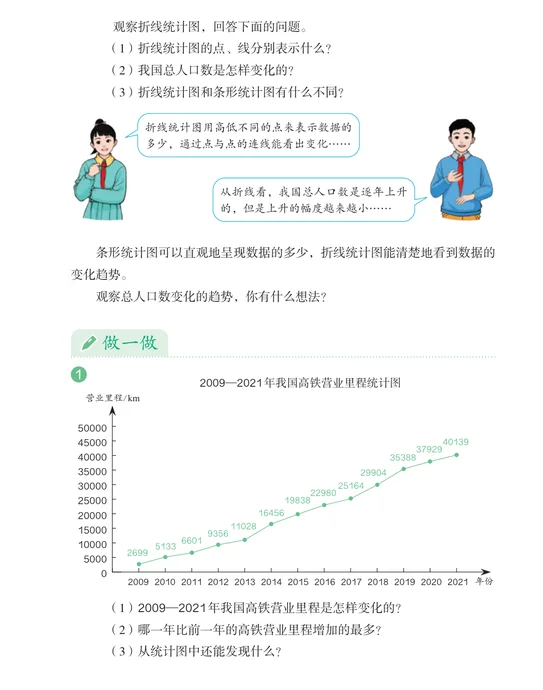 观察折线统计图，回答下面的问题。
（1）折线统计图的点、线分别表示什么？
（2）我国总人口数是怎样变化的？
（3）折线统计图和条形统计图有什么不同？
折线统计图用高低不同的点来表示数据的
多少，通过点与点的连线能看出变化……
从折线看，我国总人口数是逐年上升
的，但是上升的幅度越来越小……
条形统计图可以直观地呈现数据的多少，折线统计图能清楚地看到数据的
变化趋势。
观察总人口数变化的趋势，你有什么想法？
做一做
1
2009—2021年我国高铁营业里程统计图
营业里程/km
50000
45000
40000
35000
30000
25000
20000
15000
10000
5000
0
2699
5133
6601
9356
11028
16456
19838
22980
25164
29904
35388
37929
40139
2009 2010 2011 2012 2013 2014 2015 2016 2017 2018 2019 2020 2021 年份
（1）2009—2021年我国高铁营业里程是怎样变化的？
（2）哪一年比前一年的高铁营业里程增加的最多？
（3）从统计图中还能发现什么？